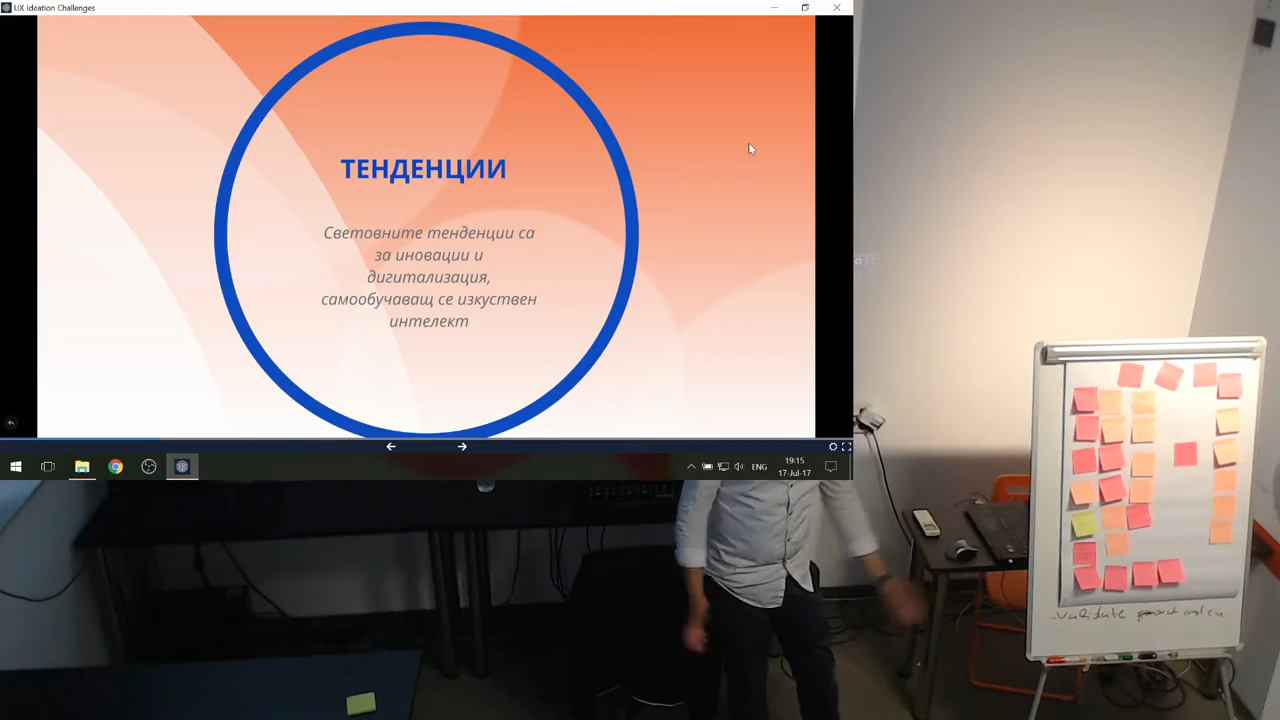 UX Ideation Challenges
ТЕНДЕНЦИИ
Световните тенденции са
за иновации и
дигитализация,
самообучаващ се изкуствен
интелект
ENG
19:15
17-Jul-17
validate